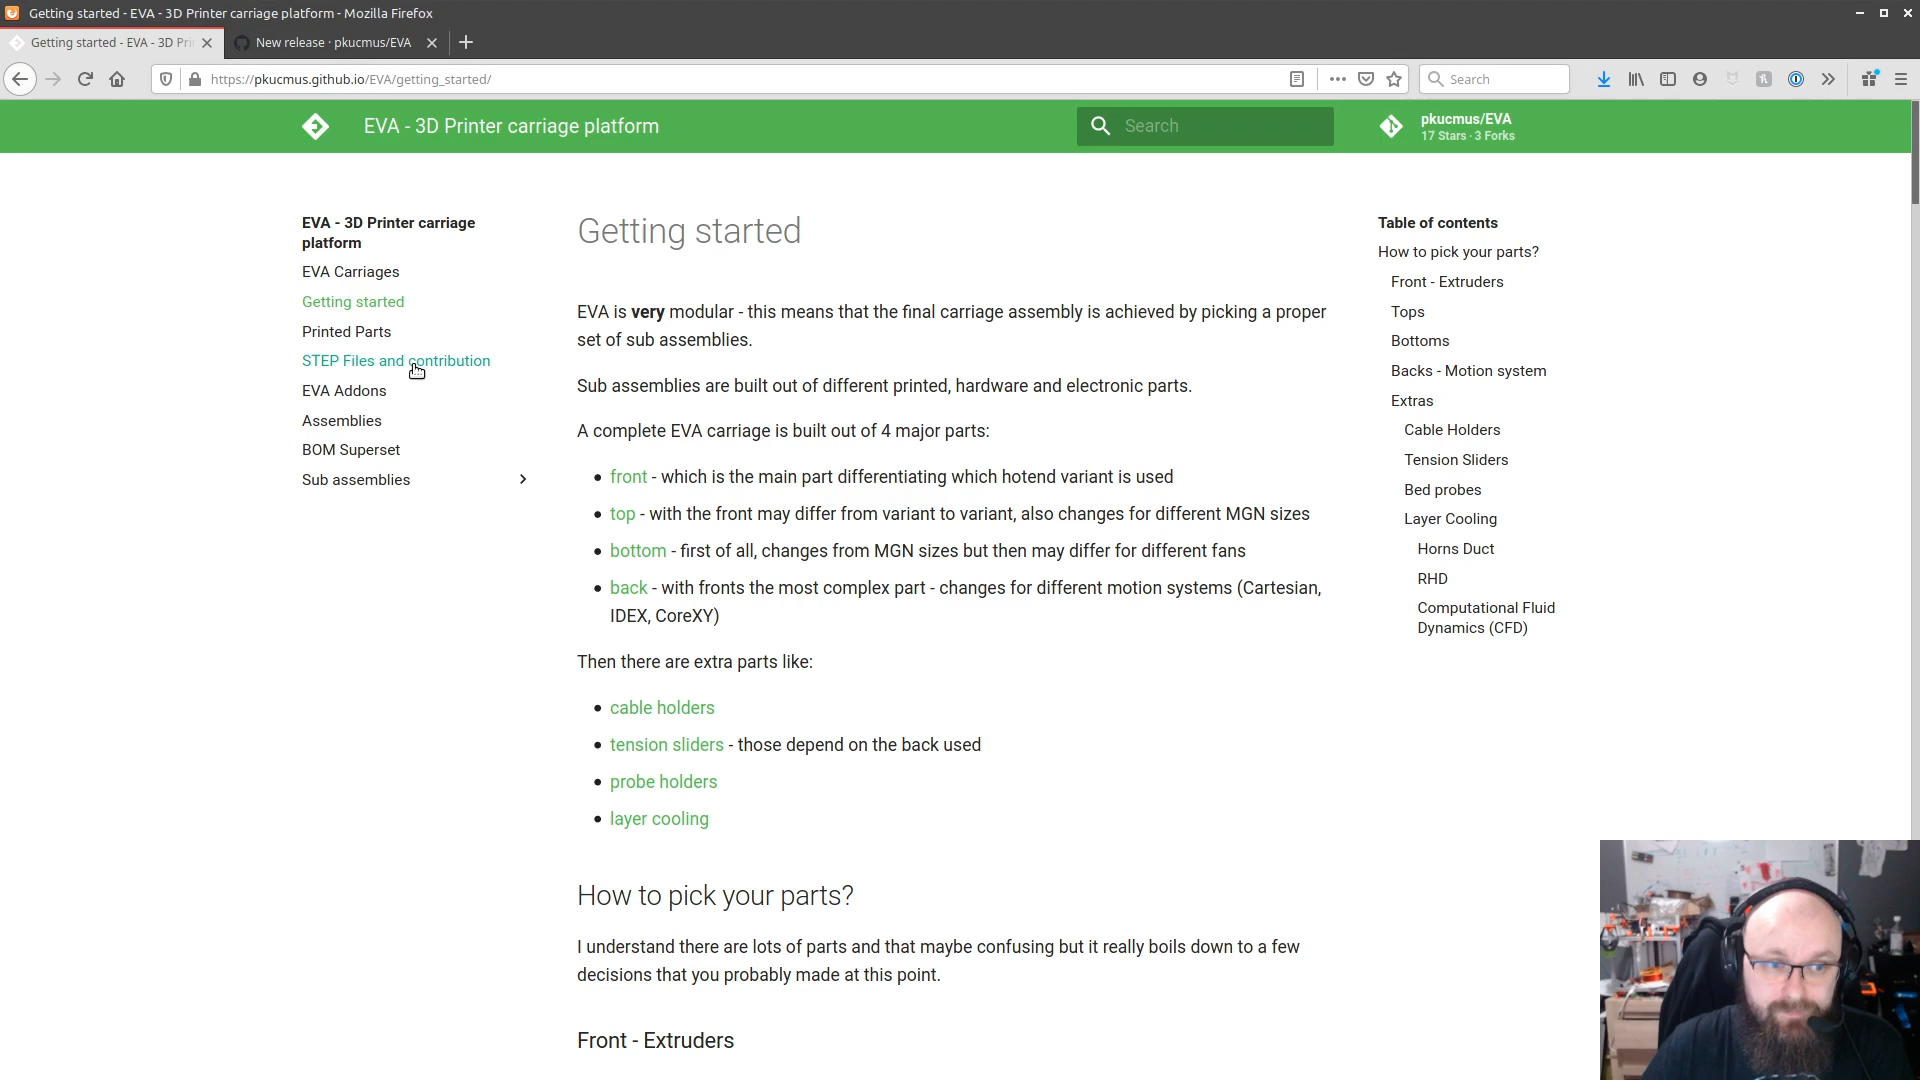 Getting started - EVA - 3D Printer carriage platform - Mozilla Firefox
Getting started - EVA - 3D Pri
New release · pkucmus/EVA
https://pkucmus.github.io/EVA/getting_started/
Search
EVA - 3D Printer carriage platform
Search
pkucmus/EVA
17 Stars · 3 Forks
EVA - 3D Printer carriage
platform
EVA Carriages
Getting started
Printed Parts
STEP Files and contribution
EVA Addons
Assemblies
BOM Superset
Sub assemblies
Getting started
EVA is very modular - this means that the final carriage assembly is achieved by picking a proper
set of sub assemblies.
Sub assemblies are built out of different printed, hardware and electronic parts.
A complete EVA carriage is built out of 4 major parts:
• front - which is the main part differentiating which hotend variant is used
• top - with the front may differ from variant to variant, also changes for different MGN sizes
• bottom - first of all, changes from MGN sizes but then may differ for different fans
• back - with fronts the most complex part - changes for different motion systems (Cartesian,
IDEX, CoreXY)
Then there are extra parts like:
• cable holders
• tension sliders - those depend on the back used
• probe holders
• layer cooling
How to pick your parts?
I understand there are lots of parts and that maybe confusing but it really boils down to a few
decisions that you probably made at this point.
Front - Extruders
Table of contents
How to pick your parts?
Front - Extruders
Tops
Bottoms
Backs - Motion system
Extras
Cable Holders
Tension Sliders
Bed probes
Layer Cooling
Horns Duct
RHD
Computational Fluid
Dynamics (CFD)